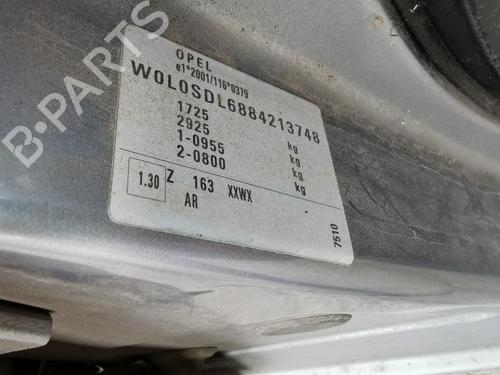 B-PARTS
OPEL
e1*2001/116*0379
W0L0SDL6884213748
1725 kg
2925 kg
1-0955 kg
2-0800 kg
1.30 Z 163 XXWX
AR
7510